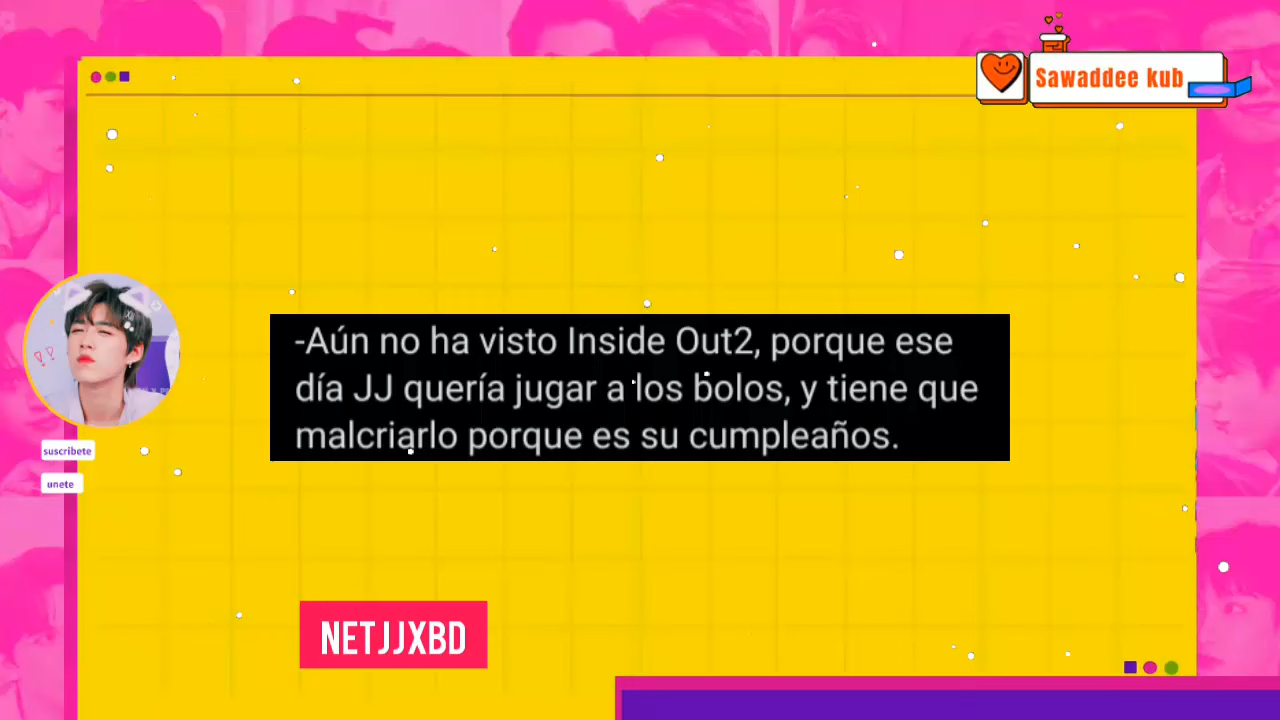 Sawaddee kub
-Aún no ha visto Inside Out2, porque ese
día JJ quería jugar a los bolos, y tiene que
malcriarlo porque es su cumpleaños.
suscribete
unete
NETJJXBD